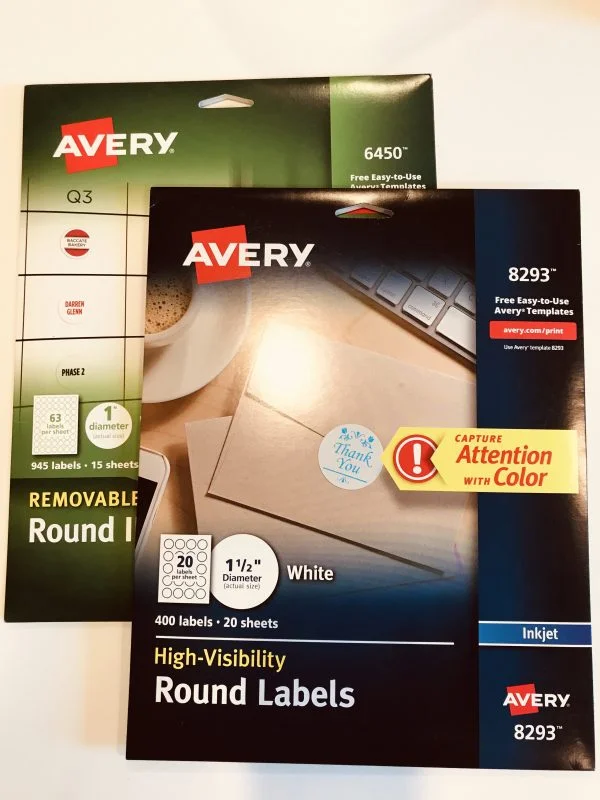 AVERY
6450™
Free Easy-to-Use
Avery® Templates
Q3
BACCATE
BAKERY
DARREN
GLENN
PHASE 2
63
labels
per sheet
1"
diameter
(actual size)
945 labels • 15 sheets
REMOVABLE
Round
AVERY®
8293™
Free Easy-to-Use
Avery® Templates
avery.com/print
Use Avery® template 8293
command
Thank
You
CAPTURE
Attention
WITH Color
20
labels
per sheet
1 1/2"
Diameter
(actual size)
White
400 labels • 20 sheets
Inkjet
High-Visibility
Round Labels
AVERY
8293™